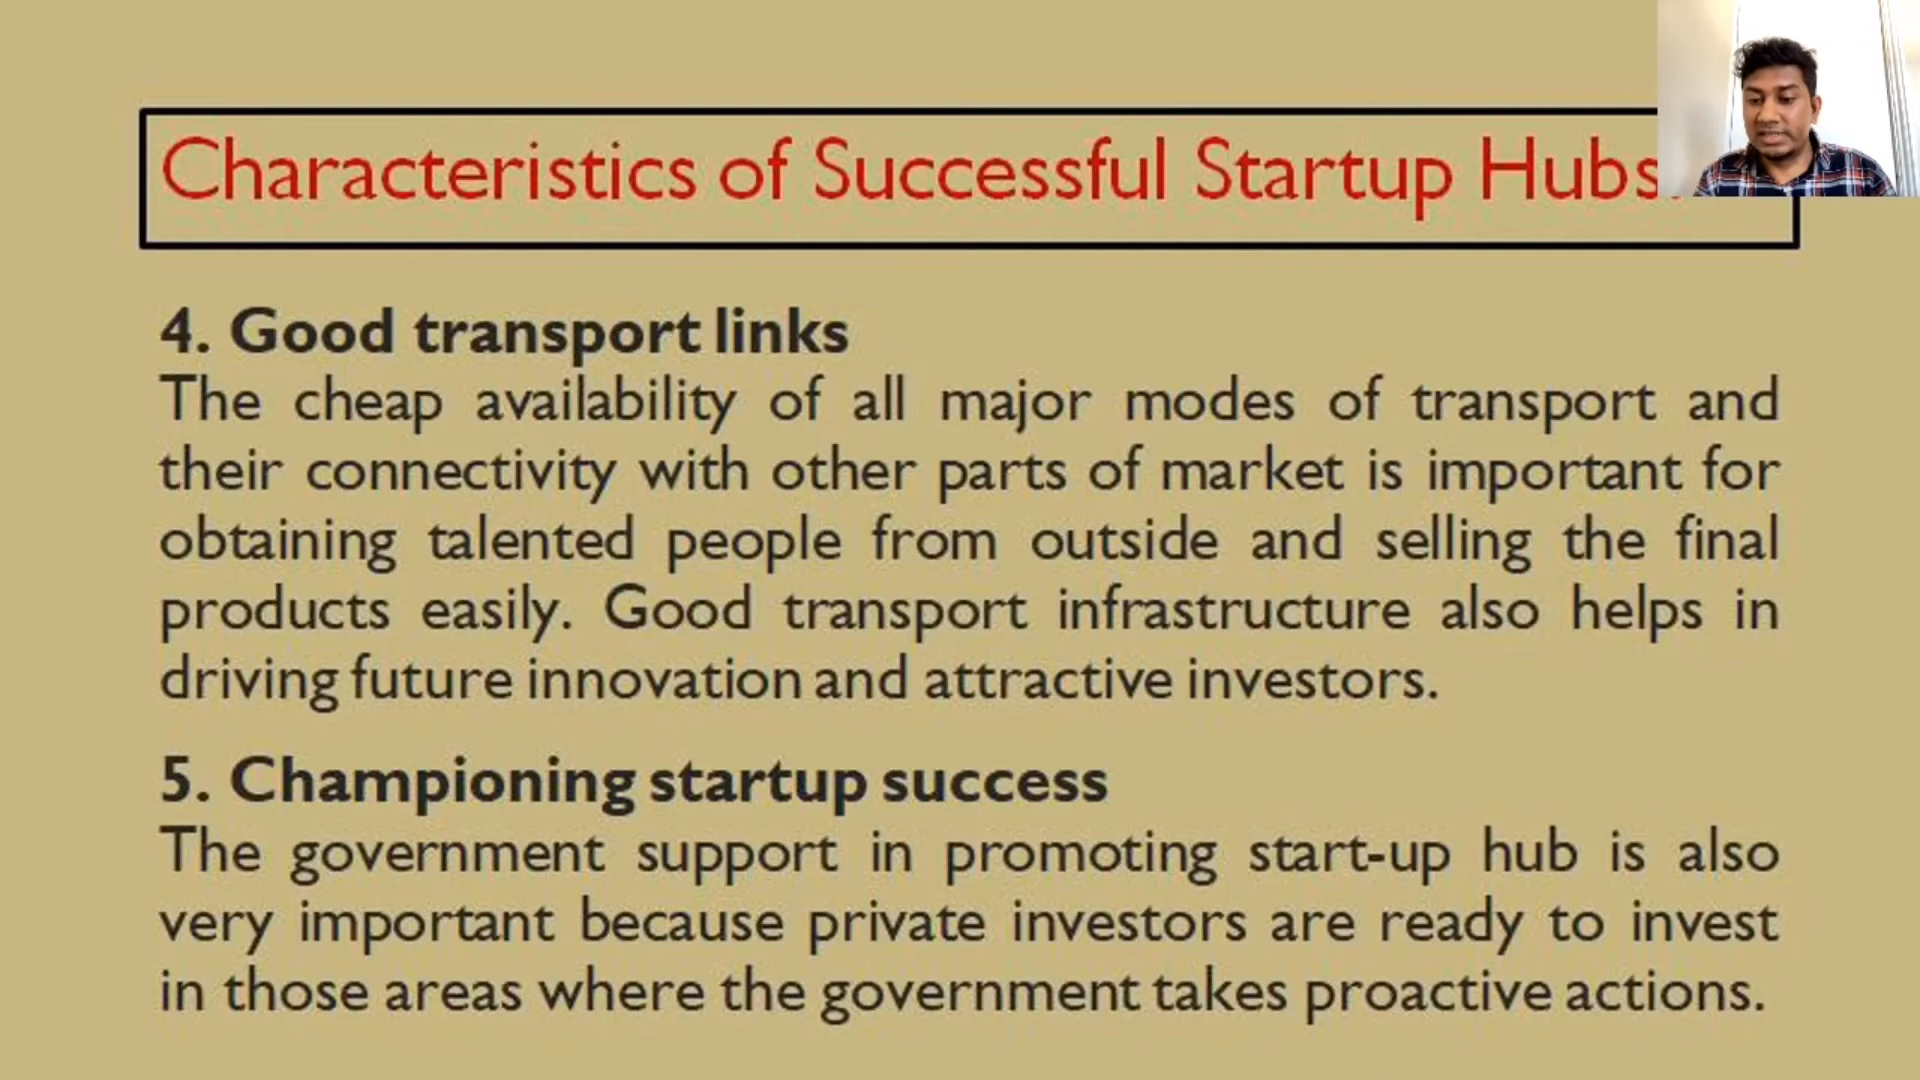 Characteristics of Successful Startup Hubs.
4. Good transport links
The cheap availability of all major modes of transport and
their connectivity with other parts of market is important for
obtaining talented people from outside and selling the final
products easily. Good transport infrastructure also helps in
driving future innovation and attractive investors.
5. Championing startup success
The government support in promoting start-up hub is also
very important because private investors are ready to invest
in those areas where the government takes proactive actions.